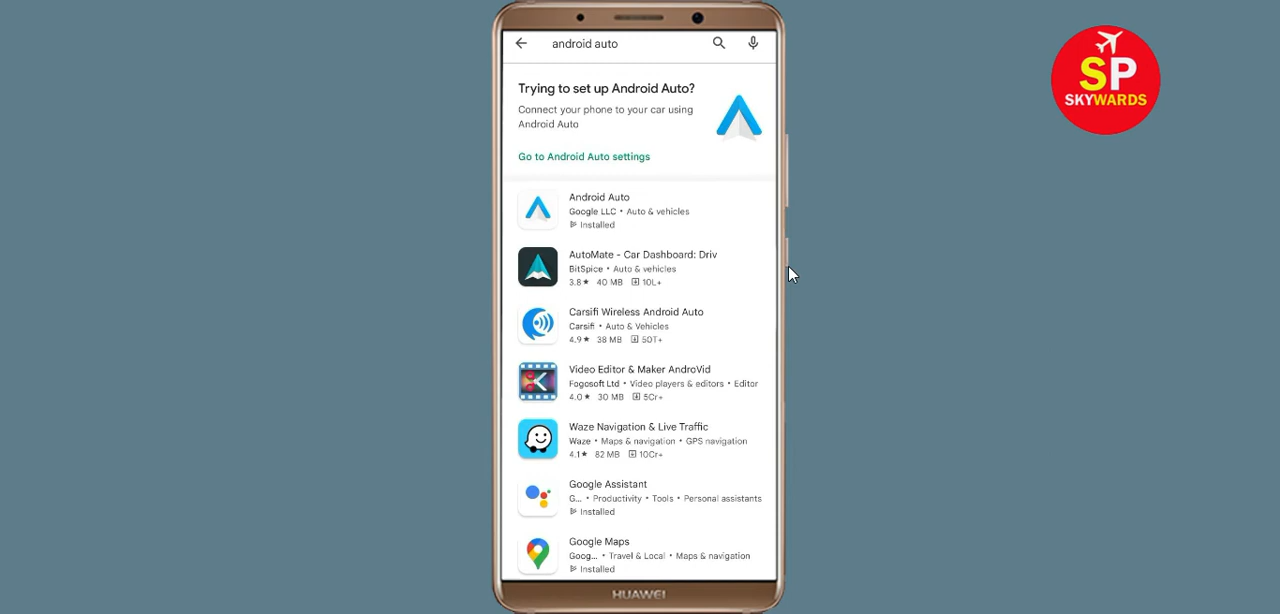 android auto
SP
SKYWARDS
Trying to set up Android Auto?
Connect your phone to your car using
Android Auto
Go to Android Auto settings
Android Auto
Google LLC • Auto & vehicles
Installed
AutoMate - Car Dashboard: Driv
BitSpice • Auto & vehicles
3.8★ 40 MB 10L+
Carsifi Wireless Android Auto
Carsifi • Auto & Vehicles
4.9★ 38 MB 50T+
Video Editor & Maker AndroVid
Fogosoft Ltd • Video players & editors • Editor
4.0★ 30 MB 5Cr+
Waze Navigation & Live Traffic
Waze • Maps & navigation • GPS navigation
4.1★ 82 MB 10Cr+
Google Assistant
G... • Productivity • Tools • Personal assistants
Installed
Google Maps
Goog... • Travel & Local • Maps & navigation
Installed
HUAWEI